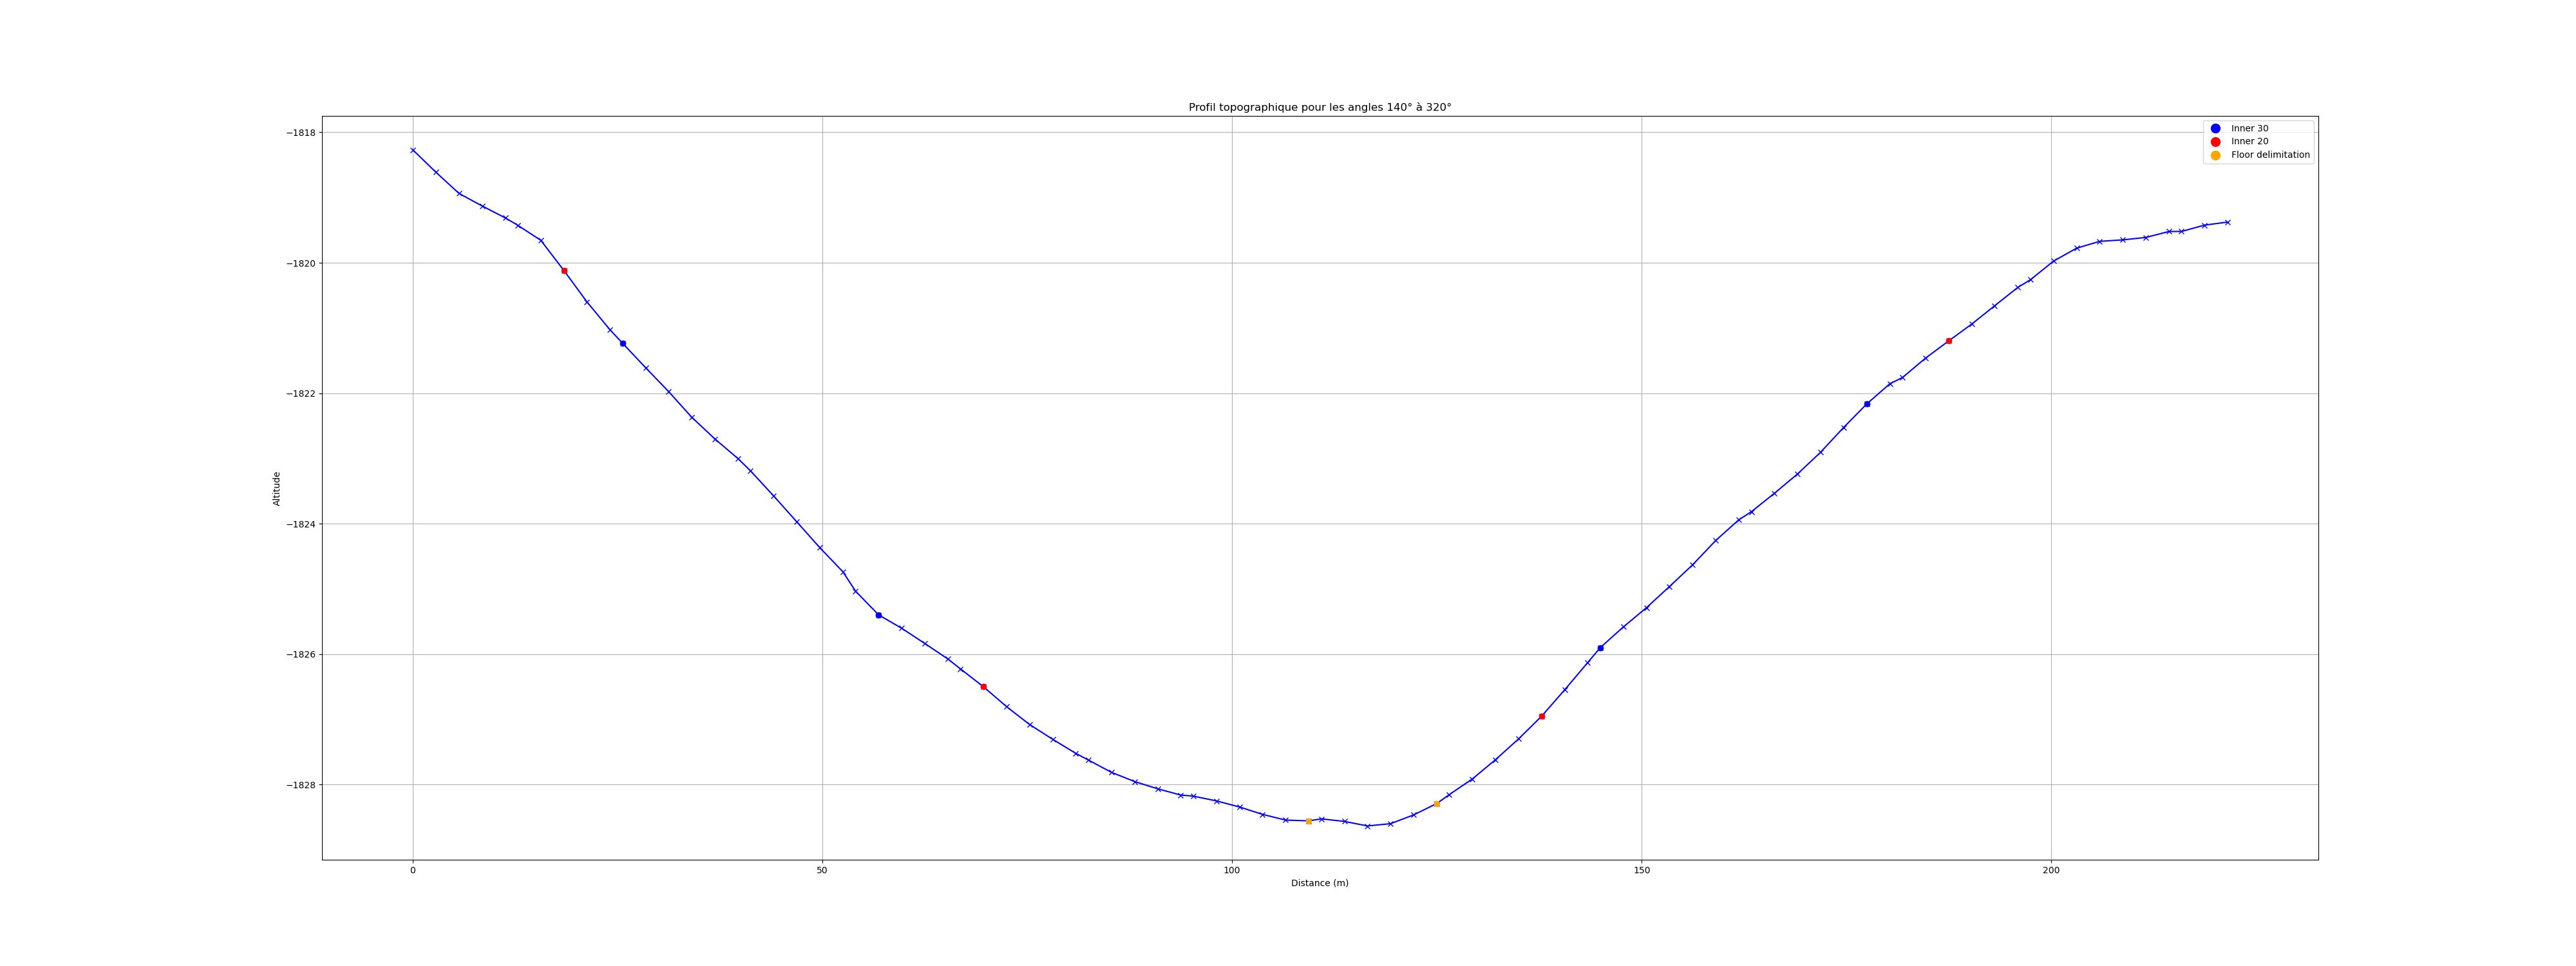 Profil topographique pour les angles 140° à 320°
Inner 30
Inner 20
Floor delimitation
Altitude
−1818
−1820
−1822
−1824
−1826
−1828
0
50
100
150
200
Distance (m)